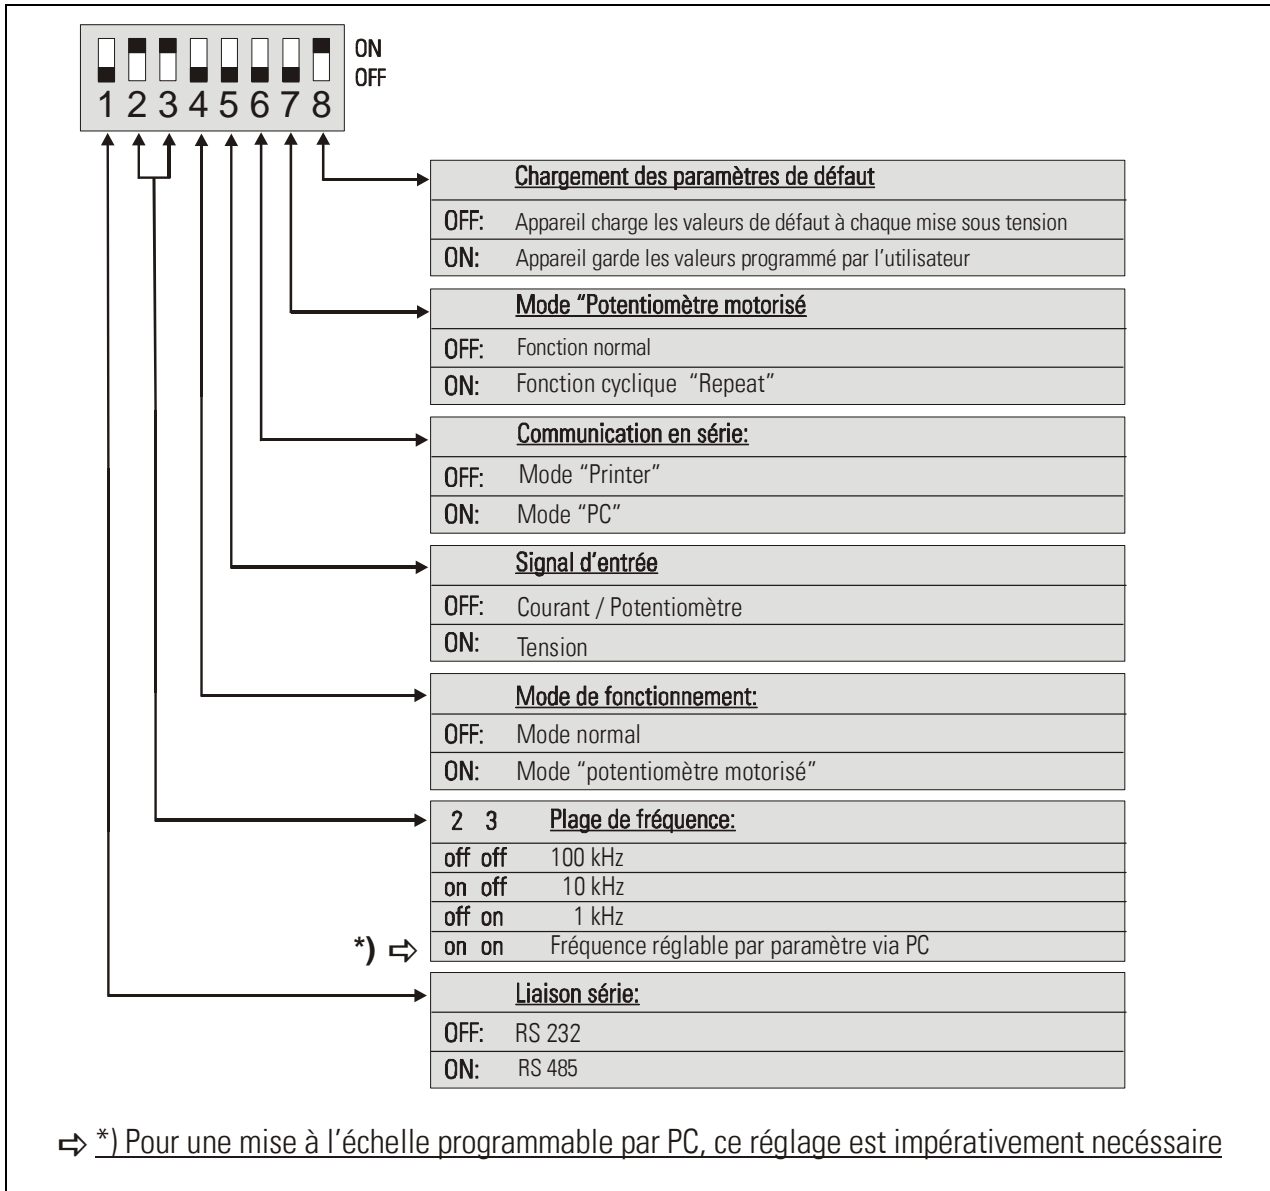 ON
OFF
1 2 3 4 5 6 7 8
Chargement des paramètres de défaut
OFF: Appareil charge les valeurs de défaut à chaque mise sous tension
ON: Appareil garde les valeurs programmé par l'utilisateur
Mode "Potentiomètre motorisé
OFF: Fonction normal
ON: Fonction cyclique "Repeat"
Communication en série:
OFF: Mode "Printer"
ON: Mode "PC"
Signal d'entrée
OFF: Courant / Potentiomètre
ON: Tension
Mode de fonctionnement:
OFF: Mode normal
ON: Mode "potentiomètre motorisé"
2 3 Plage de fréquence:
off off 100 kHz
on off 10 kHz
off on 1 kHz
*) ⇨ on on Fréquence réglable par paramètre via PC
Liaison série:
OFF: RS 232
ON: RS 485
⇨ *) Pour une mise à l'échelle programmable par PC, ce réglage est impérativement necéssaire